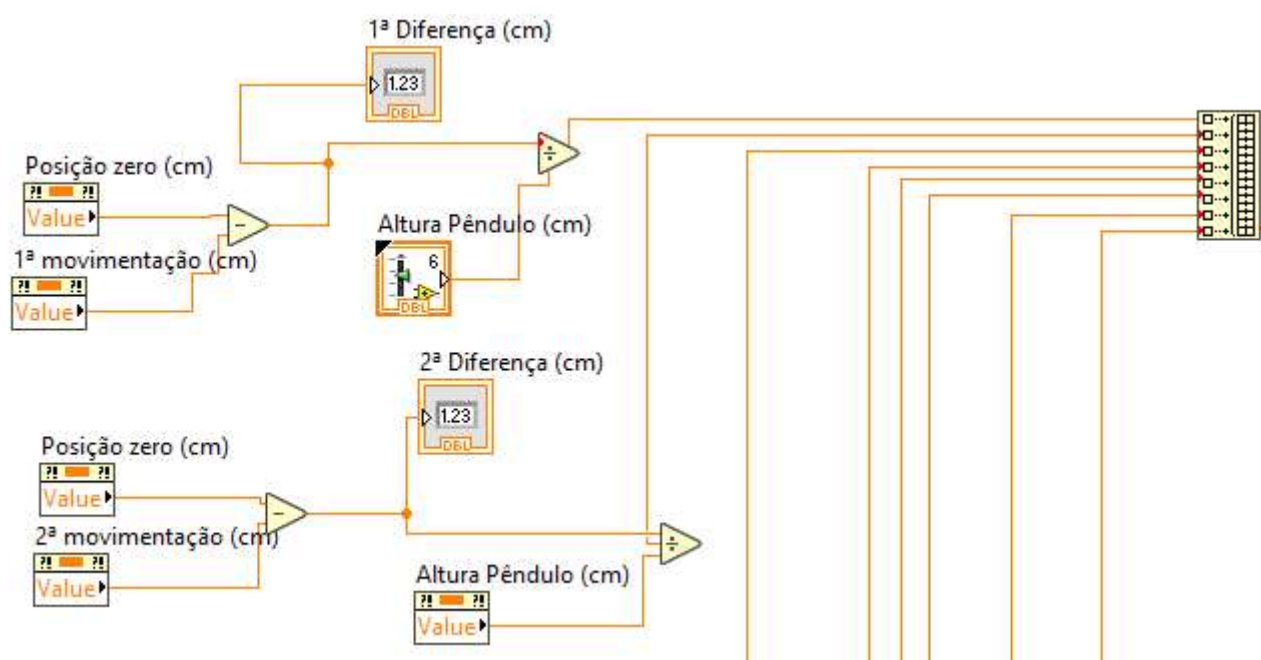 1ª Diferença (cm)
1.23
DBL
Posição zero (cm)
?! ?!
Value
Altura Pêndulo (cm)
6
DBL
1ª movimentação (cm)
?! ?!
Value
2ª Diferença (cm)
1.23
DBL
Posição zero (cm)
?! ?!
Value
2ª movimentação (cm)
?! ?!
Value
Altura Pêndulo (cm)
?! ?!
Value